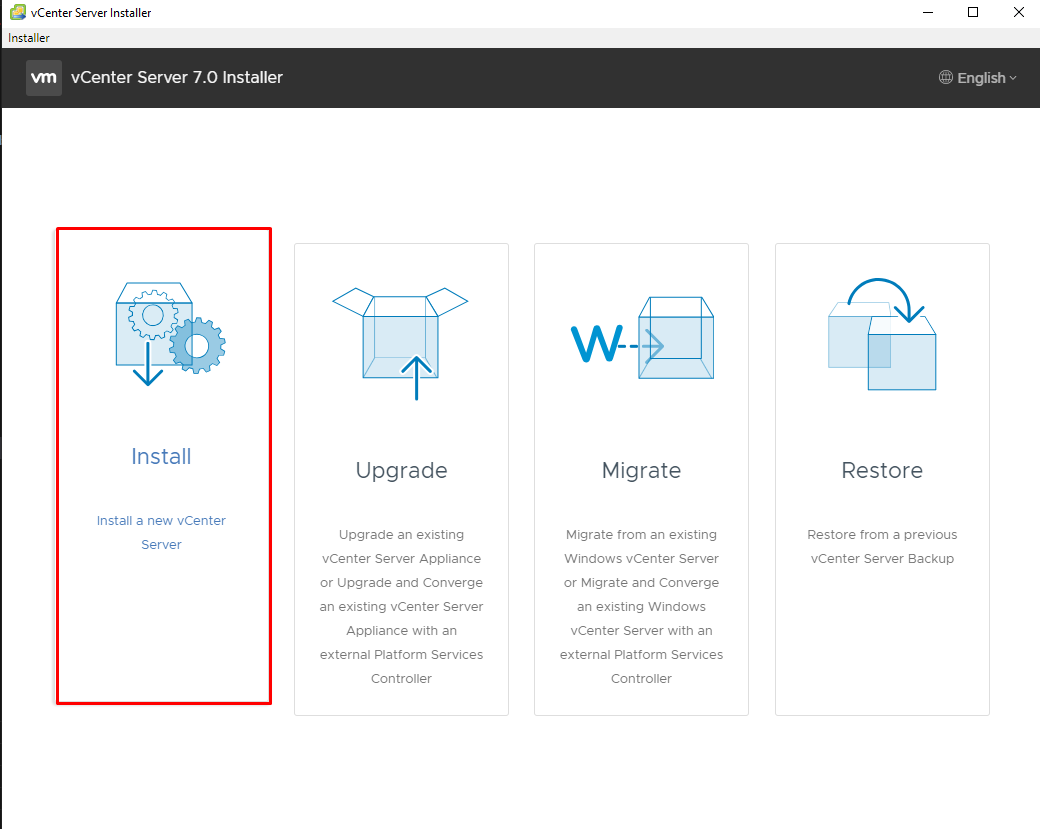 vCenter Server Installer
Installer
vm vCenter Server 7.0 Installer
English
Install
Install a new vCenter
Server
Upgrade
Upgrade an existing
vCenter Server Appliance
or Upgrade and Converge
an existing vCenter Server
Appliance with an
external Platform Services
Controller
W
Migrate
Migrate from an existing
Windows vCenter Server
or Migrate and Converge
an existing Windows
vCenter Server with an
external Platform Services
Controller
Restore
Restore from a previous
vCenter Server Backup